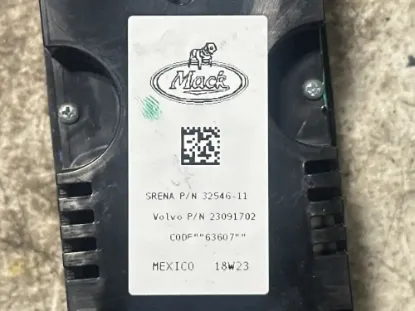 Mack
SRENA P/N 32546-11
Volvo P/N 23091702
CODE""63607""
MEXICO 18W23